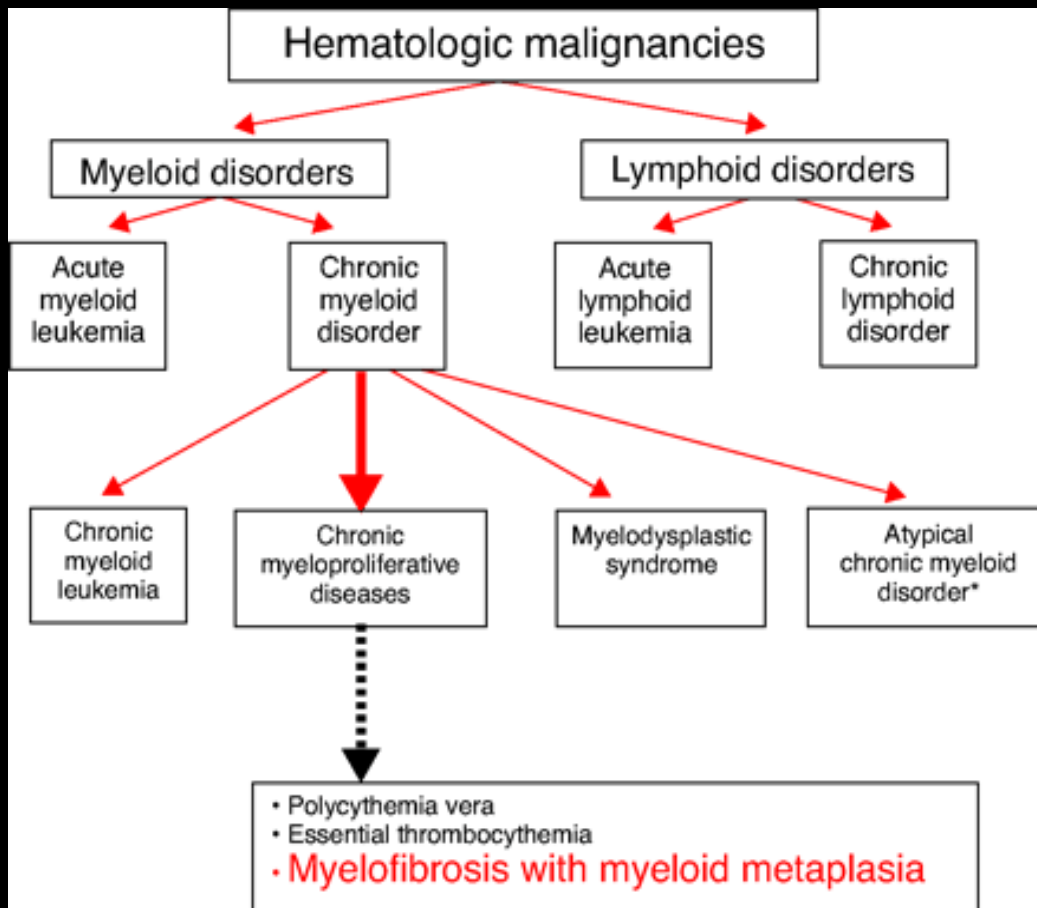 Hematologic malignancies
Myeloid disorders
Lymphoid disorders
Acute
myeloid
leukemia
Chronic
myeloid
disorder
Acute
lymphoid
leukemia
Chronic
lymphoid
disorder
Chronic
myeloid
leukemia
Chronic
myeloproliferative
diseases
Myelodysplastic
syndrome
Atypical
chronic myeloid
disorder*
• Polycythemia vera
• Essential thrombocythemia
• Myelofibrosis with myeloid metaplasia